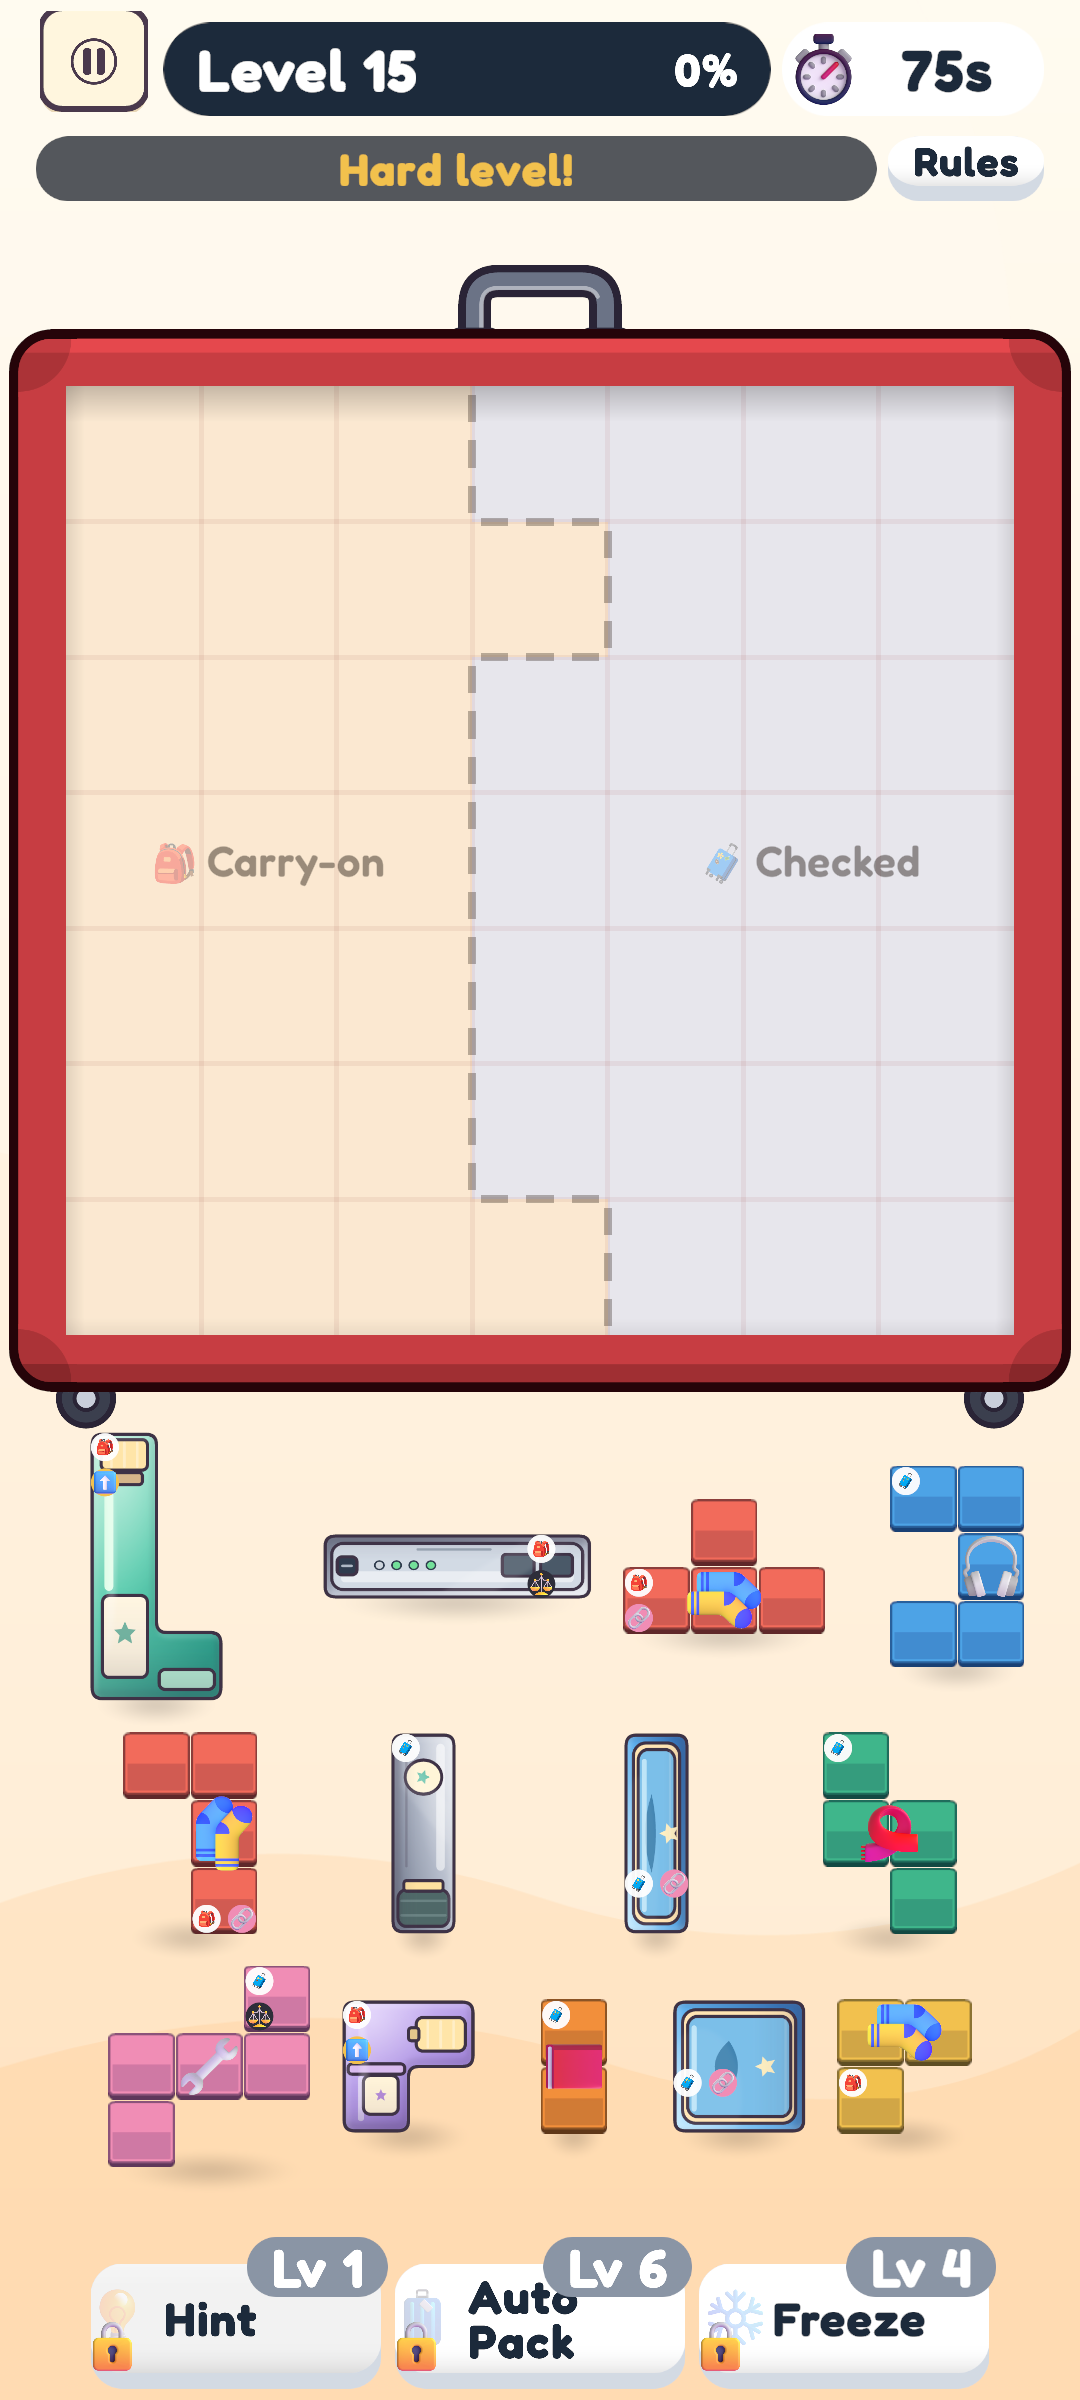 Level 15
0%
75s
Hard level!
Rules
Carry-on
Checked
Lv 1
Lv 6
Lv 4
Hint
Auto
Pack
Freeze